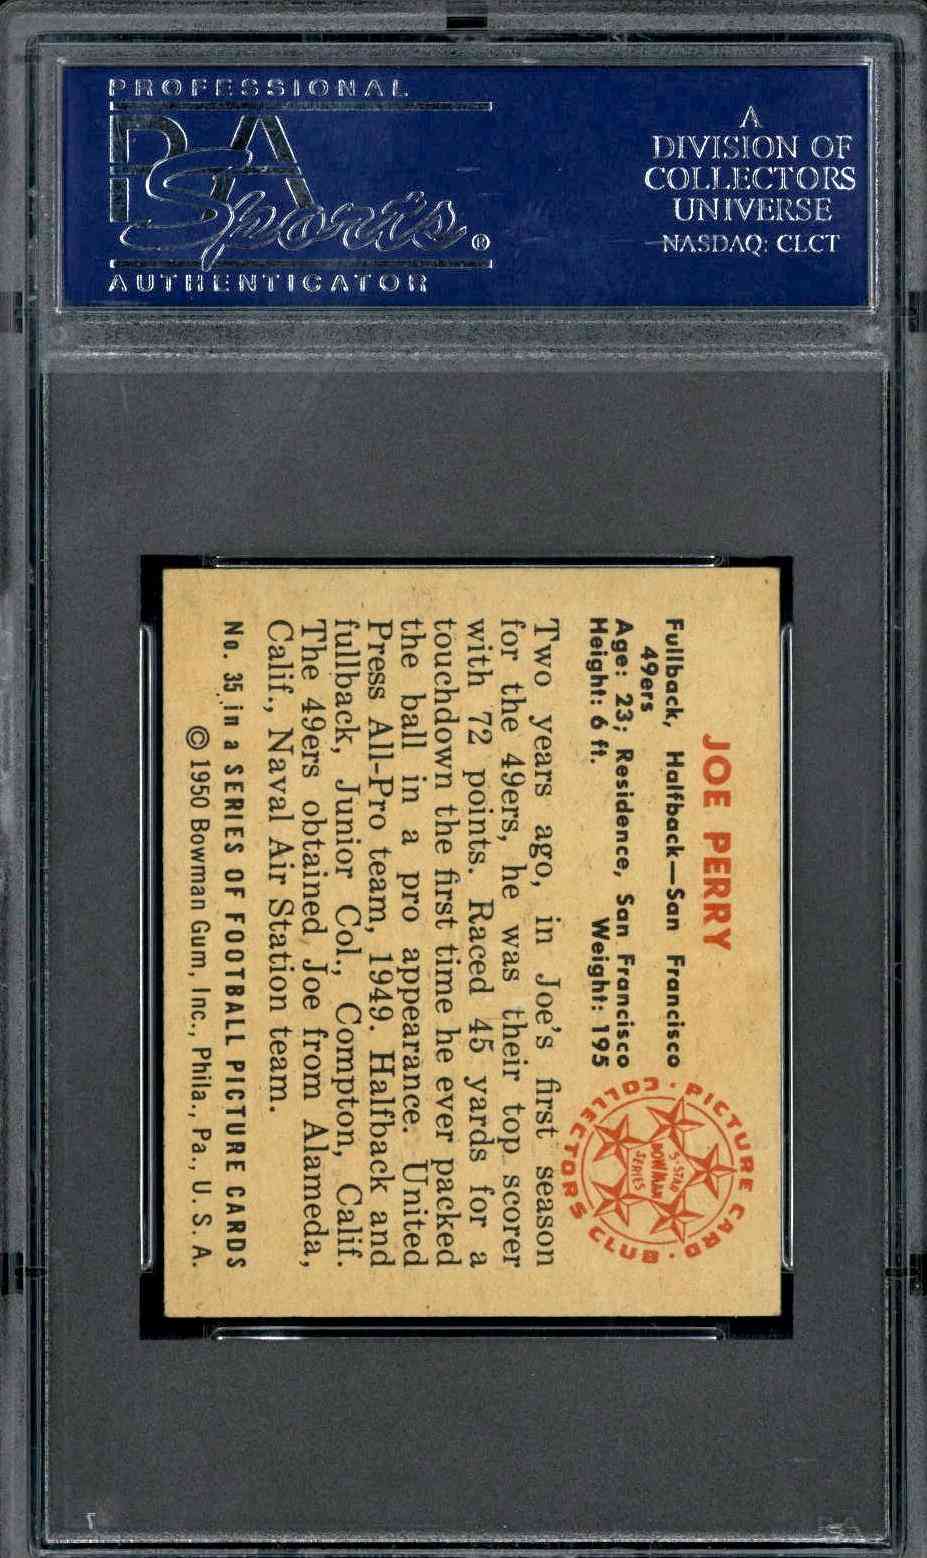 PROFESSIONAL
PSA
Sports®
AUTHENTICATOR
A
DIVISION OF
COLLECTORS
UNIVERSE
NASDAQ: CLCT
JOE PERRY
Fullback, Halfback—San Francisco
49ers
Age: 23; Residence, San Francisco
Height: 6 ft. Weight: 195
PICTURE CARD · COLLECTORS CLUB ·
5-STAR
BOWMAN
SERIES
Two years ago, in Joe's first season
for the 49ers, he was their top scorer
with 72 points. Raced 45 yards for a
touchdown the first time he ever packed
the ball in a pro appearance. United
Press All-Pro team, 1949. Halfback and
fullback, Junior Col., Compton, Calif.
The 49ers obtained Joe from Alameda,
Calif., Naval Air Station team.
No. 35 in a SERIES OF FOOTBALL PICTURE CARDS
© 1950 Bowman Gum, Inc., Phila., Pa., U. S. A.